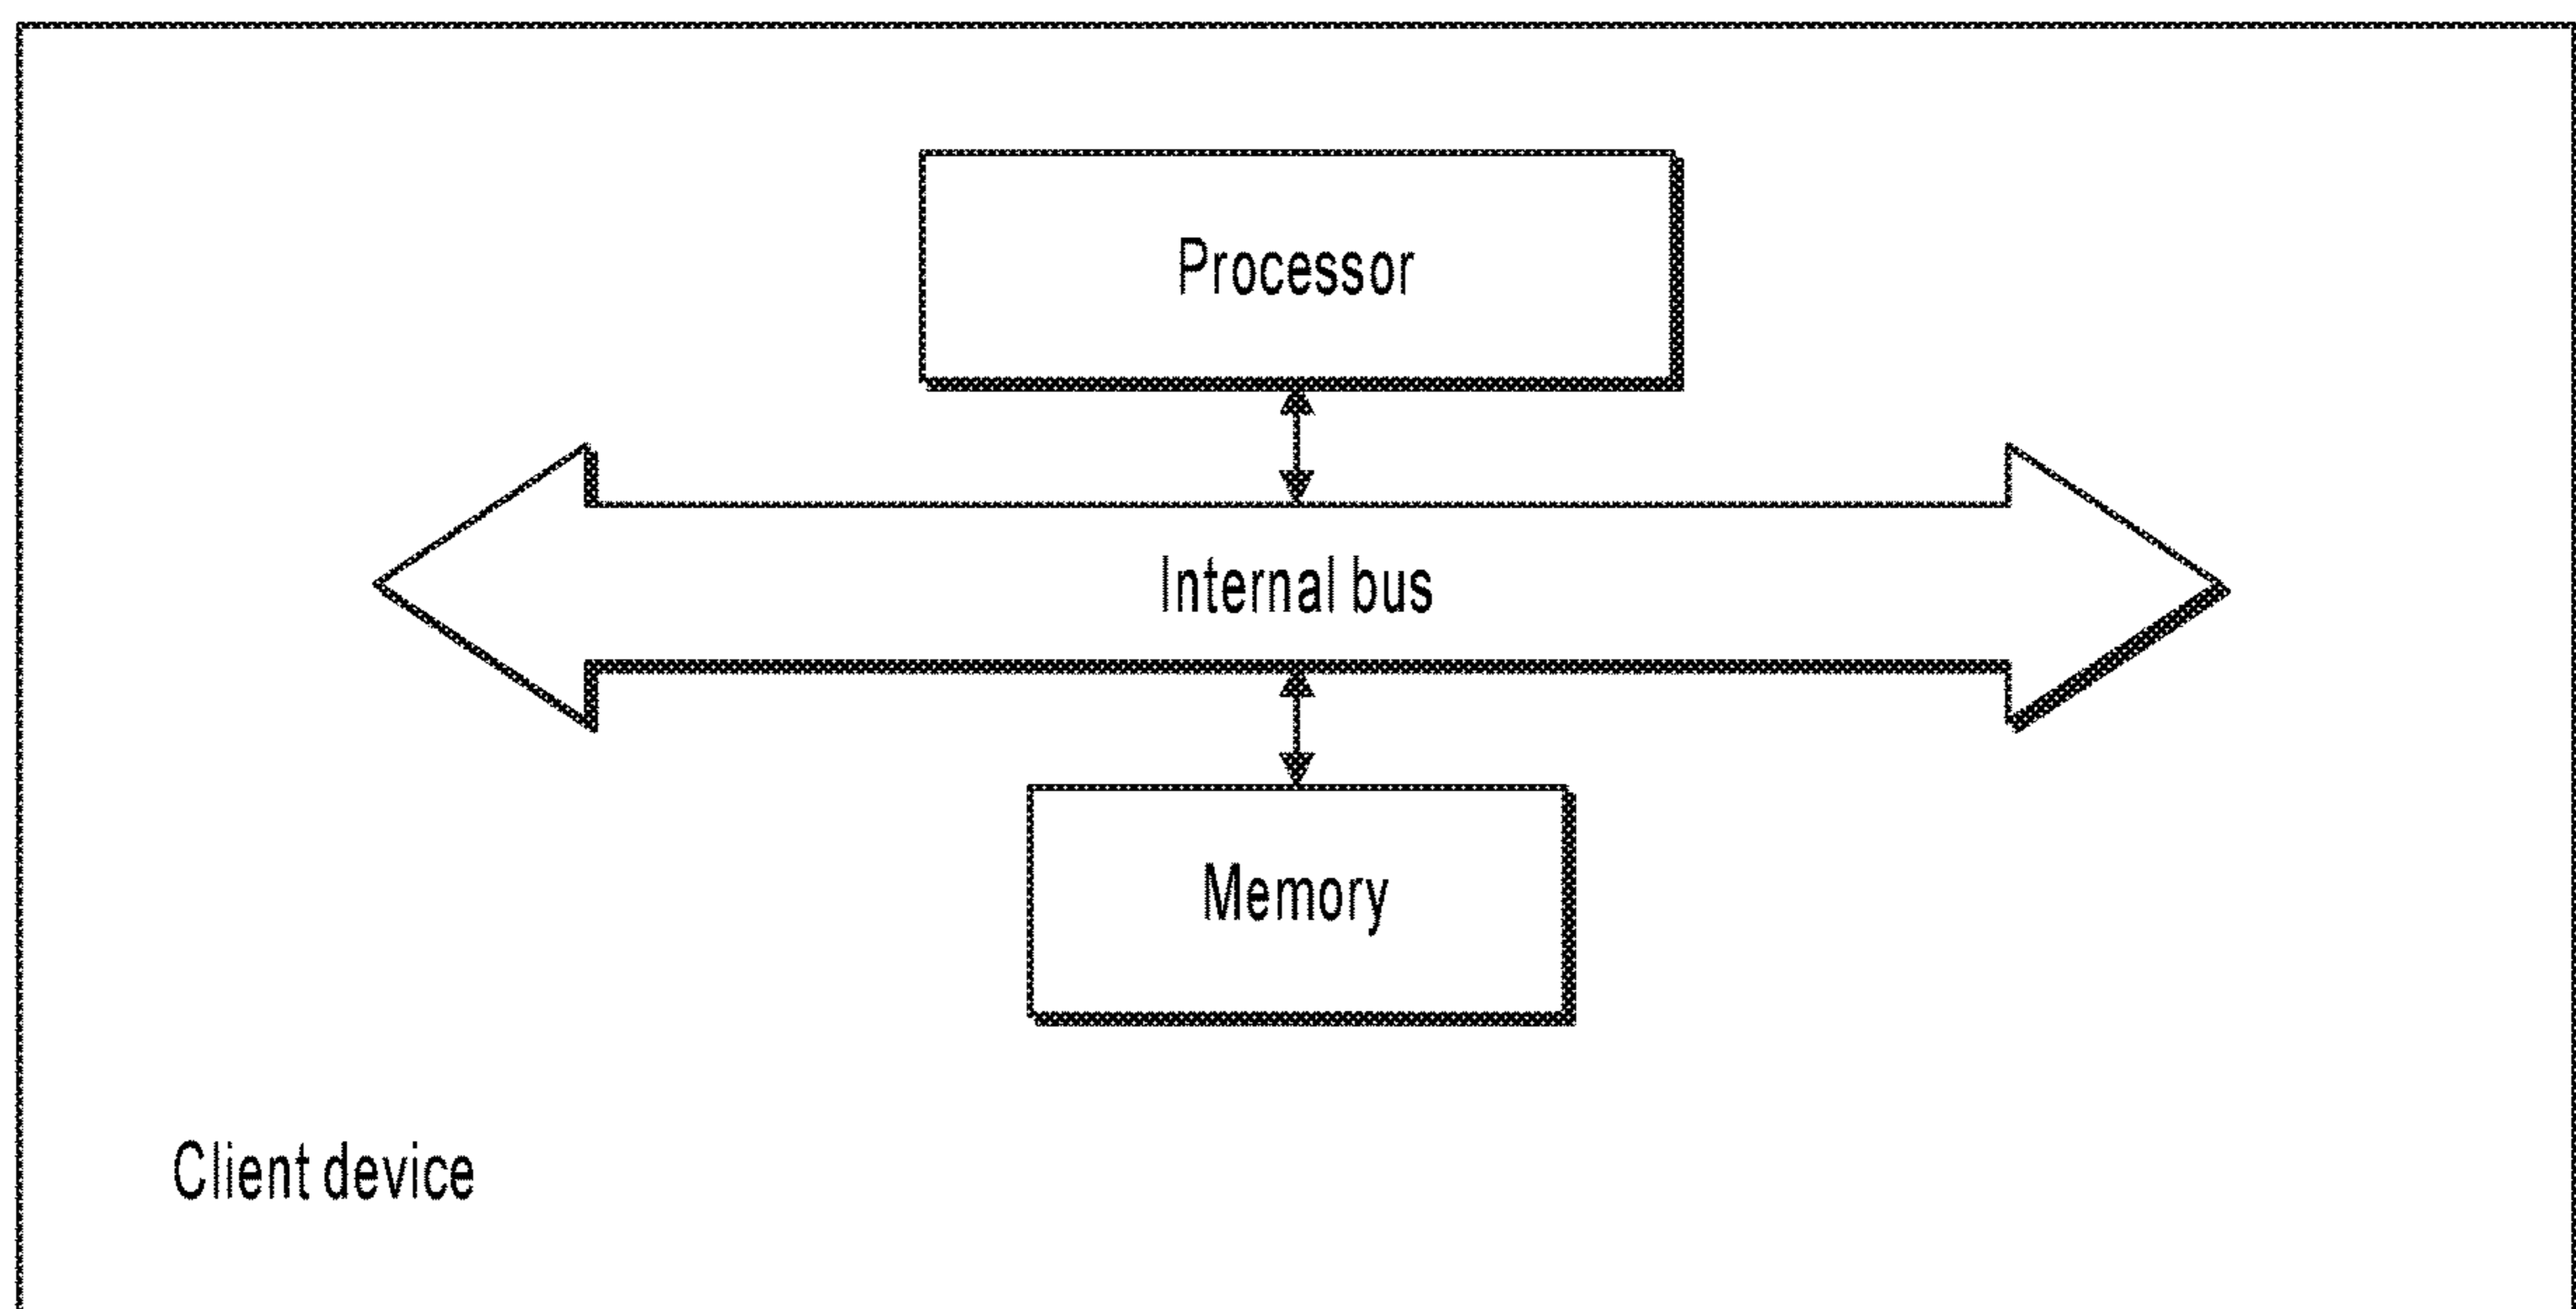 Processor
Internal bus
Memory
Client device